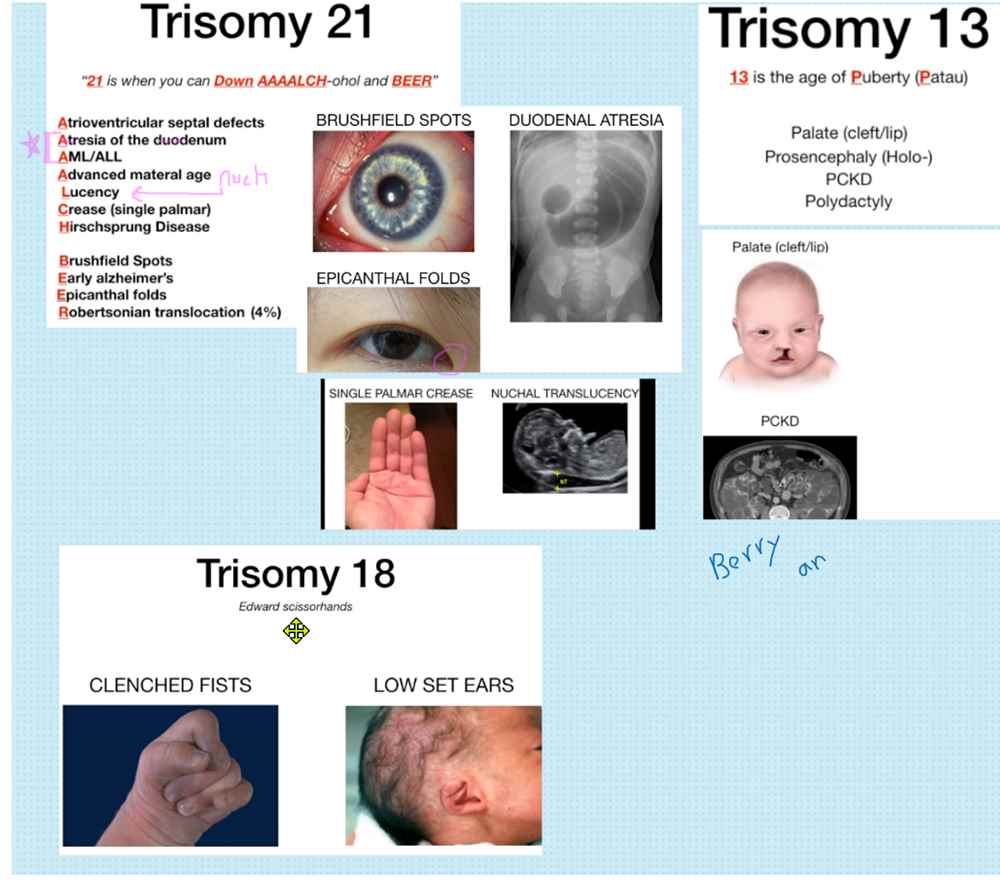 Trisomy 21
"21 is when you can Down AAAALCH-ohol and BEER"
Atrioventricular septal defects
Atresia of the duodenum
AML/ALL
Advanced materal age
nuch
Lucency
Crease (single palmar)
Hirschsprung Disease
Brushfield Spots
Early alzheimer's
Epicanthal folds
Robertsonian translocation (4%)
BRUSHFIELD SPOTS
DUODENAL ATRESIA
EPICANTHAL FOLDS
SINGLE PALMAR CREASE
NUCHAL TRANSLUCENCY
NT
Trisomy 13
13 is the age of Puberty (Patau)
Palate (cleft/lip)
Prosencephaly (Holo-)
PCKD
Polydactyly
Palate (cleft/lip)
PCKD
Berry an
Trisomy 18
Edward scissorhands
CLENCHED FISTS
LOW SET EARS